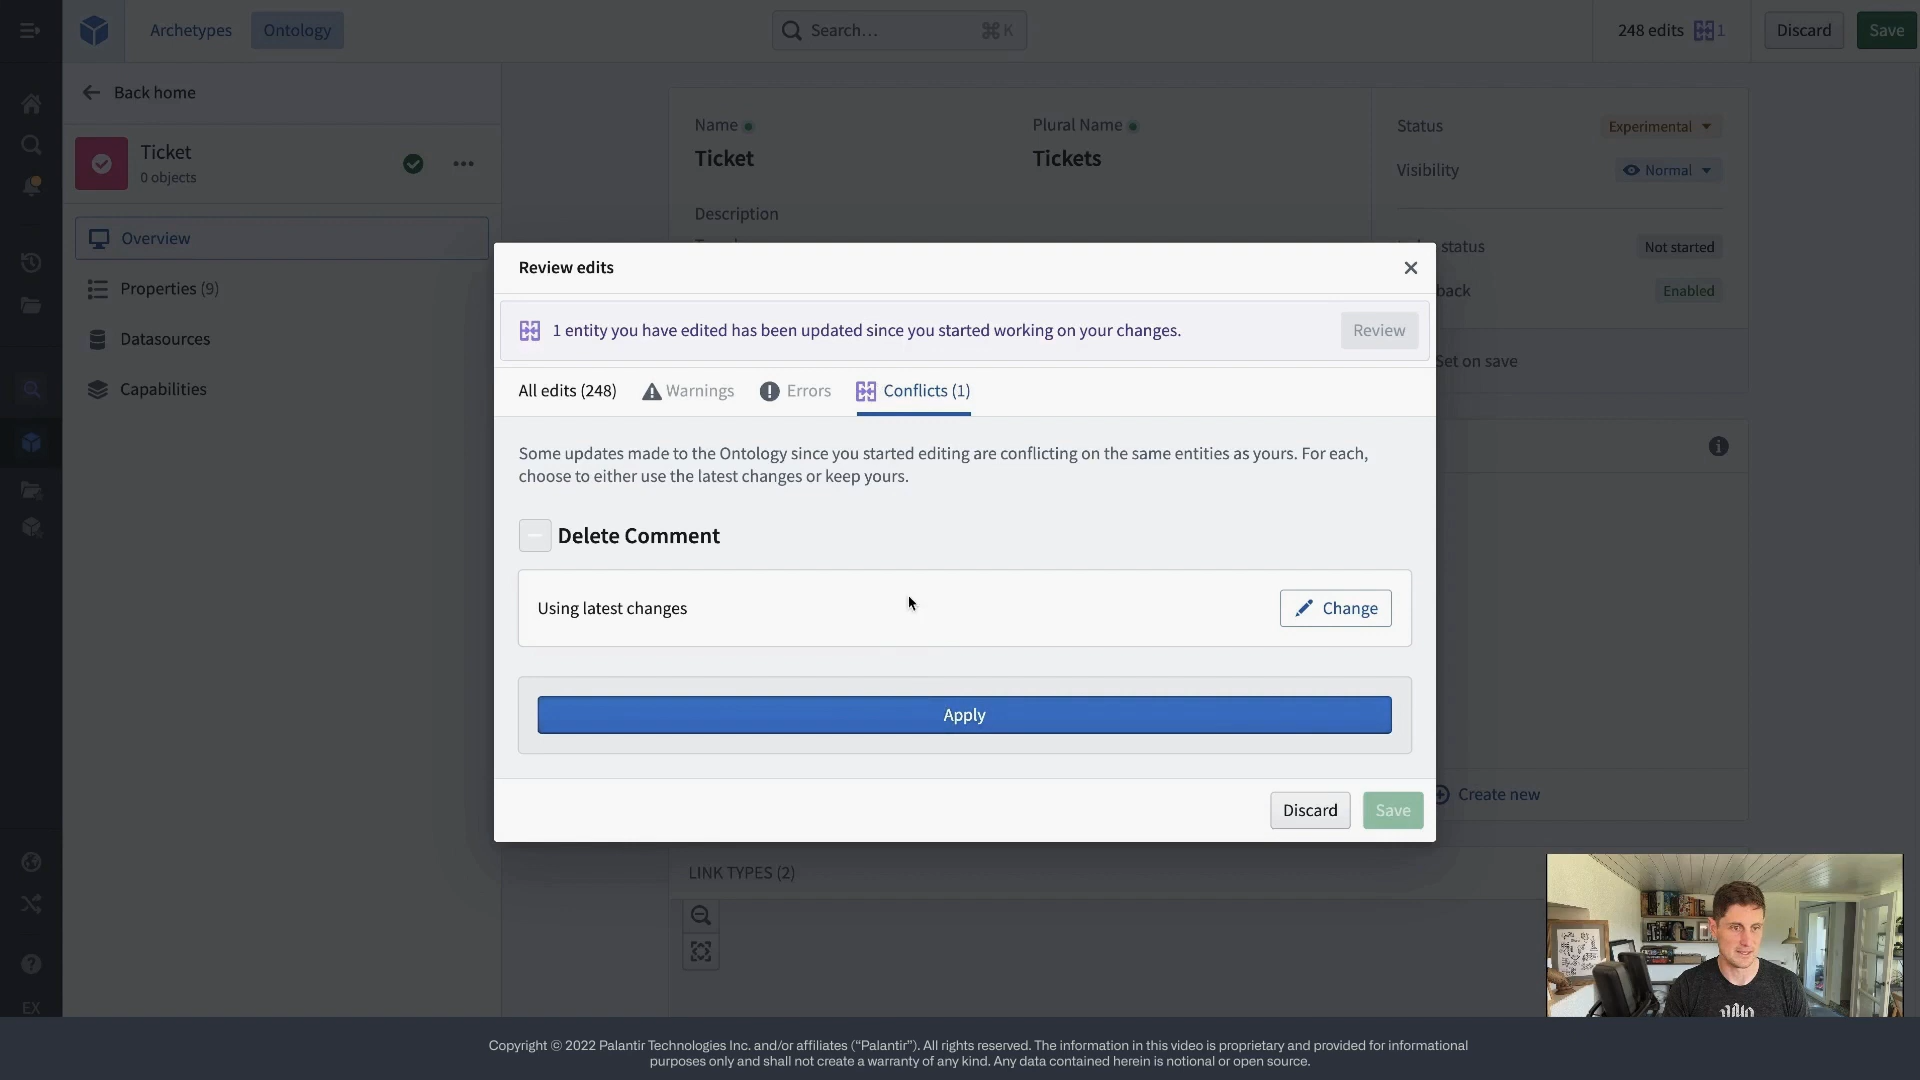 Archetypes
Ontology
Search…
⌘K
248 edits
1
Discard
Save
Back home
Ticket
0 objects
Overview
Properties (9)
Datasources
Capabilities
Name
Ticket
Plural Name
Tickets
Description
Status
Experimental
Visibility
Normal
status
Not started
back
Enabled
Set on save
Review edits
1 entity you have edited has been updated since you started working on your changes.
Review
All edits (248)
Warnings
Errors
Conflicts (1)
Some updates made to the Ontology since you started editing are conflicting on the same entities as yours. For each,
choose to either use the latest changes or keep yours.
Delete Comment
Using latest changes
Change
Apply
Discard
Save
Create new
LINK TYPES (2)
EX
Copyright © 2022 Palantir Technologies Inc. and/or affiliates (“Palantir”). All rights reserved. The information in this video is proprietary and provided for informational
purposes only and shall not create a warranty of any kind. Any data contained herein is notional or open source.